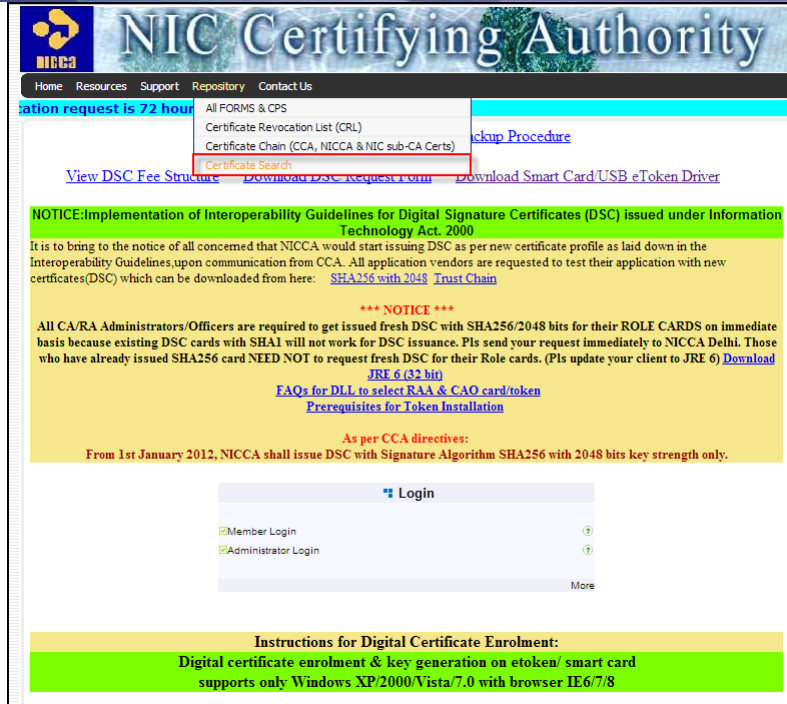 NICCA
NIC Certifying Authority
Home Resources Support Repository Contact Us
cation request is 72 hour
All FORMS & CPS
Certificate Revocation List (CRL)
Certificate Chain (CCA, NICCA & NIC sub-CA Certs)
Certificate Search
ckup Procedure
View DSC Fee Structure Download DSC Request Form Download Smart Card/USB eToken Driver
NOTICE:Implementation of Interoperability Guidelines for Digital Signature Certificates (DSC) issued under Information
Technology Act. 2000
It is to bring to the notice of all concerned that NICCA would start issuing DSC as per new certificate profile as laid down in the
Interoperability Guidelines,upon communication from CCA. All application vendors are requested to test their application with new
certficates(DSC) which can be downloaded from here: SHA256 with 2048 Trust Chain
*** NOTICE ***
All CA/RA Administrators/Officers are required to get issued fresh DSC with SHA256/2048 bits for their ROLE CARDS on immediate
basis because existing DSC cards with SHA1 will not work for DSC issuance. Pls send your request immediately to NICCA Delhi. Those
who have already issued SHA256 card NEED NOT to request fresh DSC for their Role cards. (Pls update your client to JRE 6) Download
JRE 6 (32 bit)
FAQs for DLL to select RAA & CAO card/token
Prerequisites for Token Installation
As per CCA directives:
From 1st January 2012, NICCA shall issue DSC with Signature Algorithm SHA256 with 2048 bits key strength only.
Login
Member Login ?
Administrator Login ?
More
Instructions for Digital Certificate Enrolment:
Digital certificate enrolment & key generation on etoken/ smart card
supports only Windows XP/2000/Vista/7.0 with browser IE6/7/8